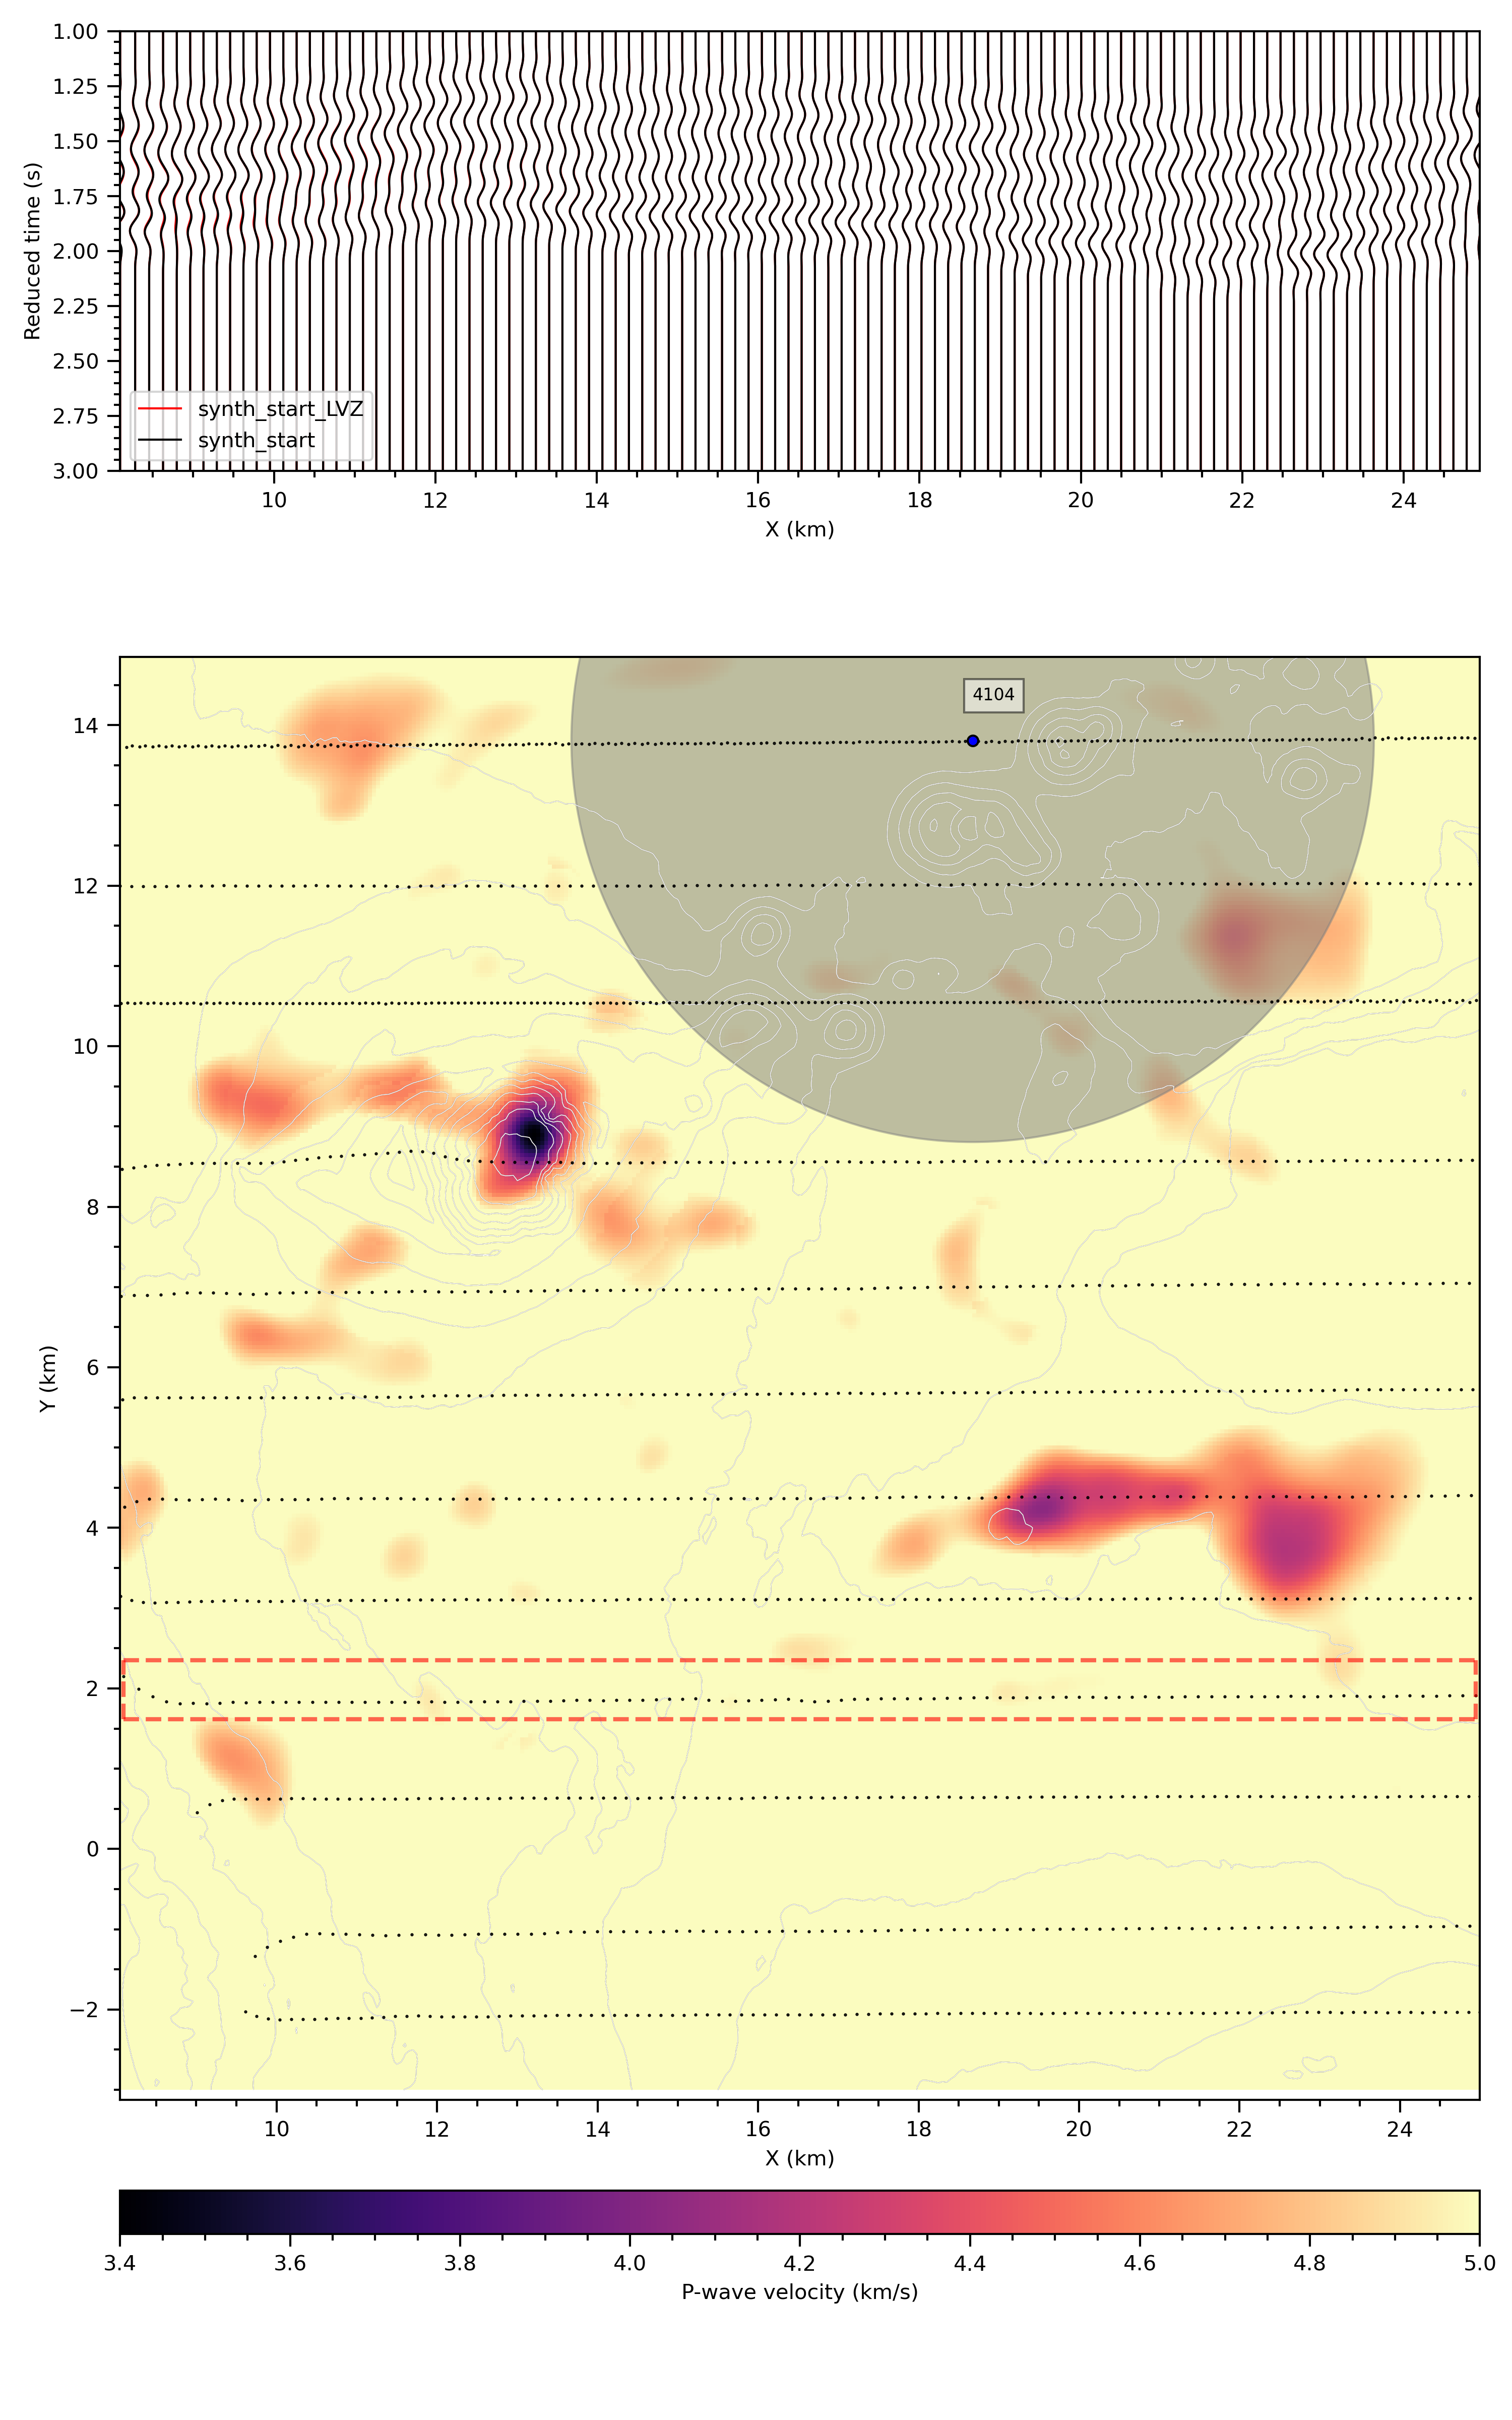 1.00
1.25
1.50
1.75
2.00
2.25
2.50
2.75
3.00
Reduced time (s)
synth_start_LVZ
synth_start
10 12 14 16 18 20 22 24
X (km)
4104
14
12
10
8
6
4
2
0
−2
Y (km)
10 12 14 16 18 20 22 24
X (km)
3.4 3.6 3.8 4.0 4.2 4.4 4.6 4.8 5.0
P-wave velocity (km/s)